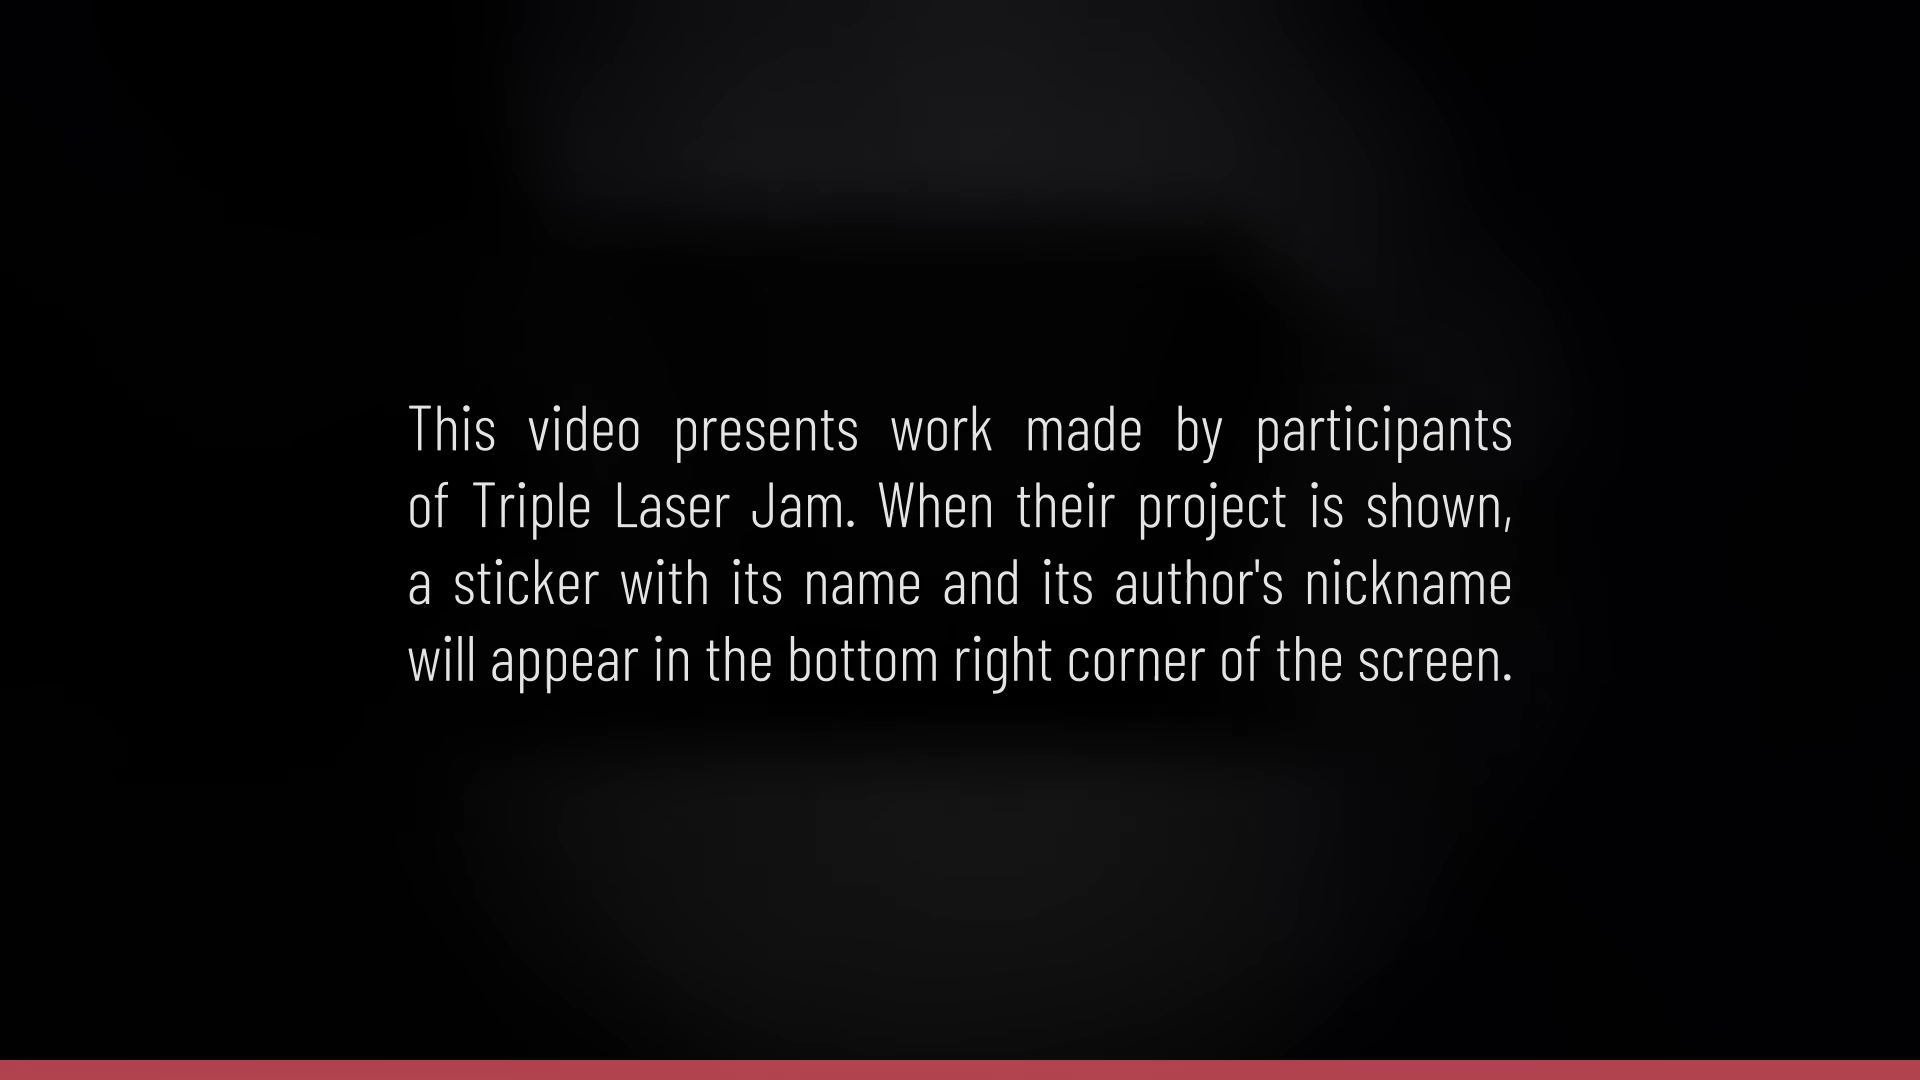 This video presents work made by participants
of Triple Laser Jam. When their project is shown,
a sticker with its name and its author's nickname
will appear in the bottom right corner of the screen.